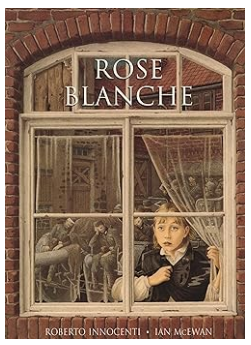 ROSE
BLANCHE
ROBERTO INNOCENTI • IAN McEWAN